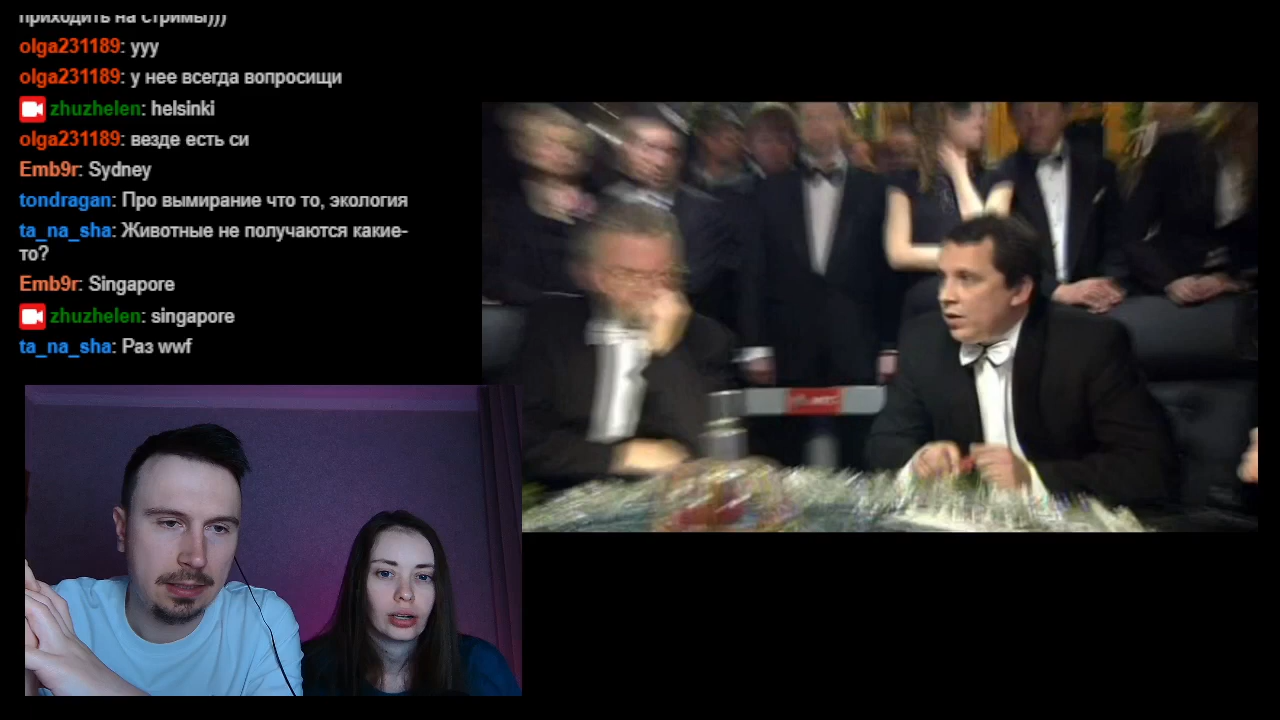 приходить на стримы)))
olga231189: ууу
olga231189: у нее всегда вопросищи
zhuzhelen: helsinki
olga231189: везде есть си
Emb9r: Sydney
tondragan: Про вымирание что то, экология
ta_na_sha: Животные не получаются какие-
то?
Emb9r: Singapore
zhuzhelen: singapore
ta_na_sha: Раз wwf